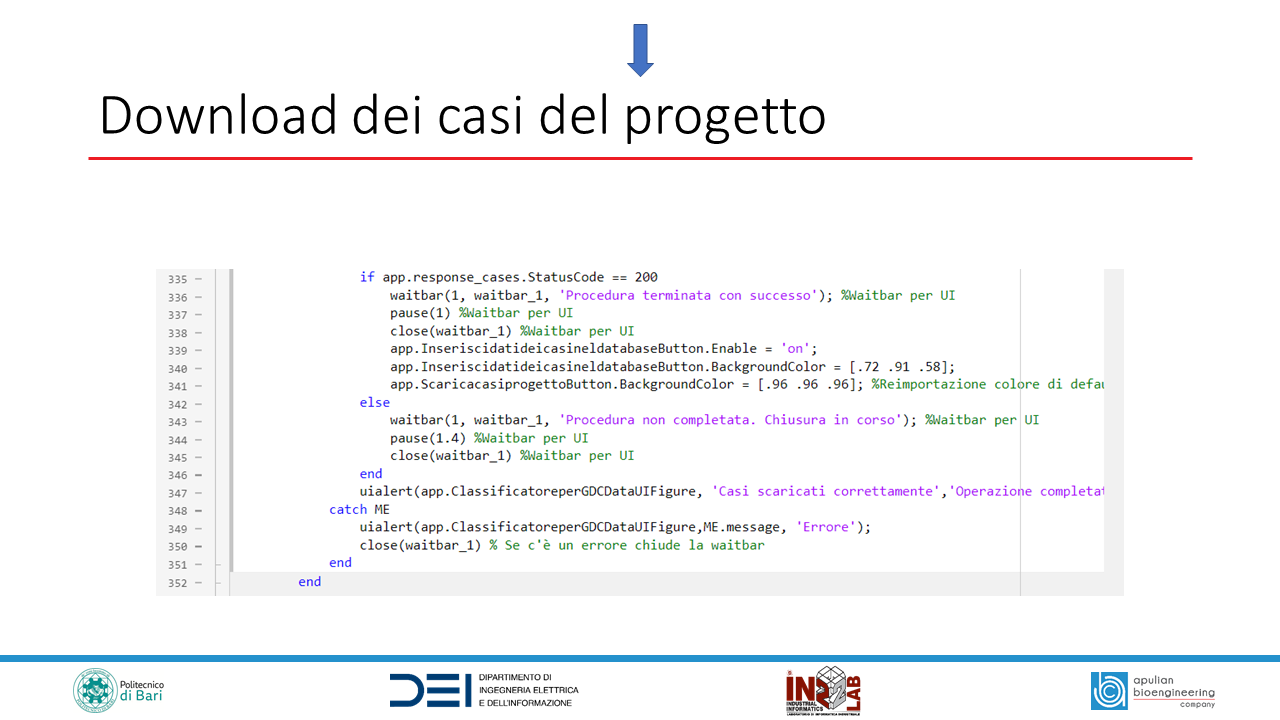 Download dei casi del progetto
335 – if app.response_cases.StatusCode == 200
336 – waitbar(1, waitbar_1, 'Procedura terminata con successo'); %Waitbar per UI
337 – pause(1) %Waitbar per UI
338 – close(waitbar_1) %Waitbar per UI
339 – app.InseriscidatideicasineldatabaseButton.Enable = 'on';
340 – app.InseriscidatideicasineldatabaseButton.BackgroundColor = [.72 .91 .58];
341 – app.ScaricacasiprogettoButton.BackgroundColor = [.96 .96 .96]; %Reimportazione colore di defau
342 – else
343 – waitbar(1, waitbar_1, 'Procedura non completata. Chiusura in corso'); %Waitbar per UI
344 – pause(1.4) %Waitbar per UI
345 – close(waitbar_1) %Waitbar per UI
346 – end
347 – uialert(app.ClassificatoreperGDCDataUIFigure, 'Casi scaricati correttamente','Operazione completat
348 – catch ME
349 – uialert(app.ClassificatoreperGDCDataUIFigure,ME.message, 'Errore');
350 – close(waitbar_1) % Se c'è un errore chiude la waitbar
351 – end
352 – end
Politecnico
di Bari
DEI
DIPARTIMENTO DI
INGEGNERIA ELETTRICA
E DELL'INFORMAZIONE
INDUSTRIAL
INFORMATICS
LAB
LABORATORIO DI INFORMATICA INDUSTRIALE
apulian
bioengineering
company